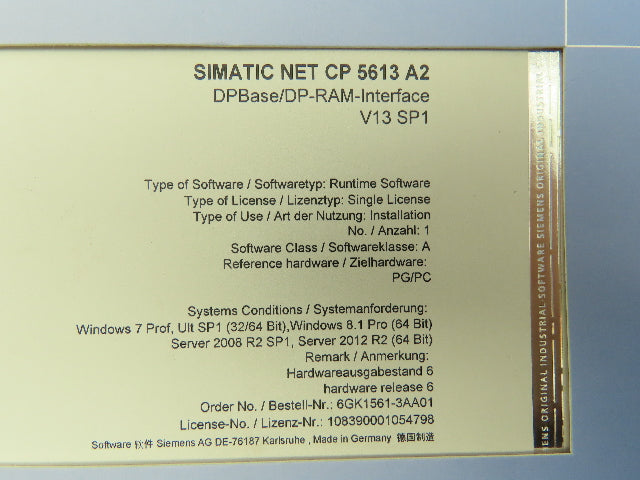 SIMATIC NET CP 5613 A2
DPBase/DP-RAM-Interface
V13 SP1
Type of Software / Softwaretyp: Runtime Software
Type of License / Lizenztyp: Single License
Type of Use / Art der Nutzung: Installation
No. / Anzahl: 1
Software Class / Softwareklasse: A
Reference hardware / Zielhardware:
PG/PC
Systems Conditions / Systemanforderung:
Windows 7 Prof, Ult SP1 (32/64 Bit),Windows 8.1 Pro (64 Bit)
Server 2008 R2 SP1, Server 2012 R2 (64 Bit)
Remark / Anmerkung:
Hardwareausgabestand 6
hardware release 6
Order No. / Bestell-Nr.: 6GK1561-3AA01
License-No. / Lizenz-Nr.: 108390001054798
Software 软件 Siemens AG DE-76187 Karlsruhe , Made in Germany 德国制造
ENS ORIGINAL INDUSTRIAL-SOFTWARE SIEMENS ORIGINAL INDUSTRIAL